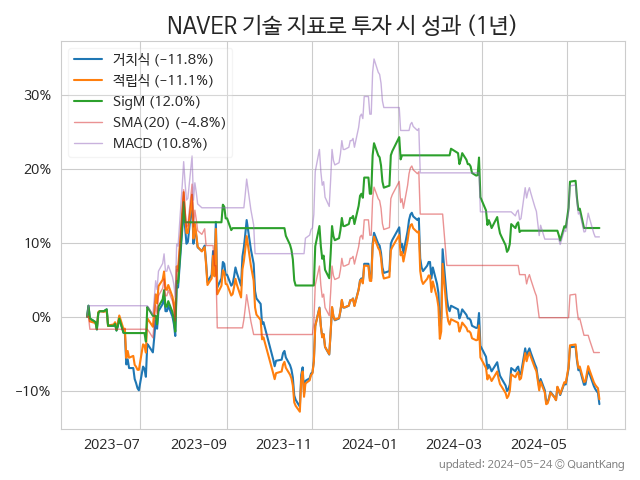 NAVER 기술 지표로 투자 시 성과 (1년)
거치식 (−11.8%)
적립식 (−11.1%)
SigM (12.0%)
SMA(20) (−4.8%)
MACD (10.8%)
30%
20%
10%
0%
−10%
2023-07 2023-09 2023-11 2024-01 2024-03 2024-05
updated: 2024-05-24 © QuantKang